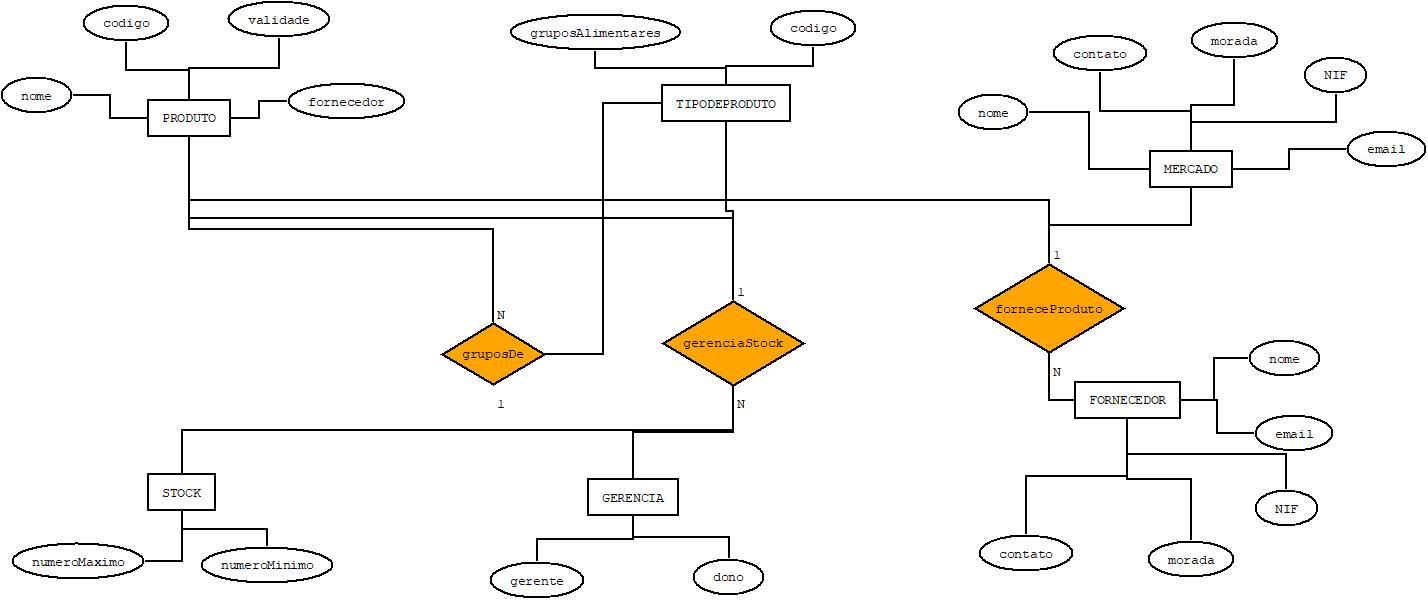 codigo
validade
gruposAlimentares
codigo
contato
morada
NIF
nome
fornecedor
PRODUTO
TIPODEPRODUTO
nome
email
MERCADO
1
forneceProduto
1
N
gruposDe
gerenciaStock
nome
N
FORNECEDOR
1
N
email
STOCK
GERENCIA
NIF
numeroMaximo
numeroMinimo
gerente
dono
contato
morada